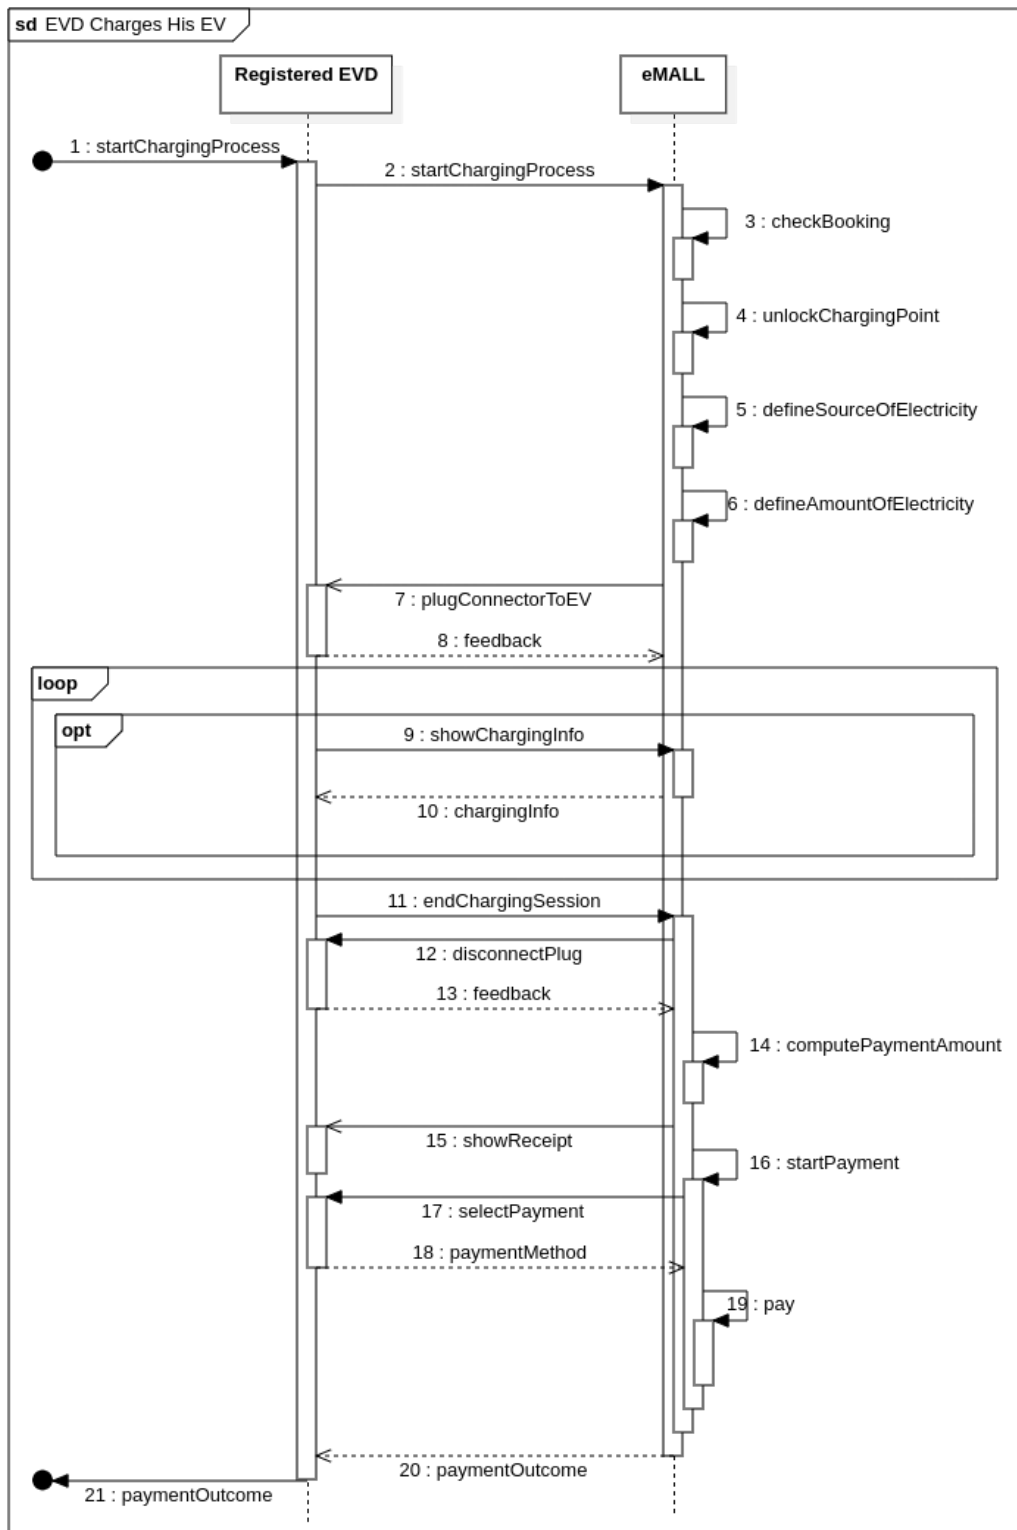 sd EVD Charges His EV
Registered EVD
eMALL
1 : startChargingProcess
2 : startChargingProcess
3 : checkBooking
4 : unlockChargingPoint
5 : defineSourceOfElectricity
6 : defineAmountOfElectricity
7 : plugConnectorToEV
8 : feedback
loop
opt
9 : showChargingInfo
10 : chargingInfo
11 : endChargingSession
12 : disconnectPlug
13 : feedback
14 : computePaymentAmount
15 : showReceipt
16 : startPayment
17 : selectPayment
18 : paymentMethod
19 : pay
20 : paymentOutcome
21 : paymentOutcome